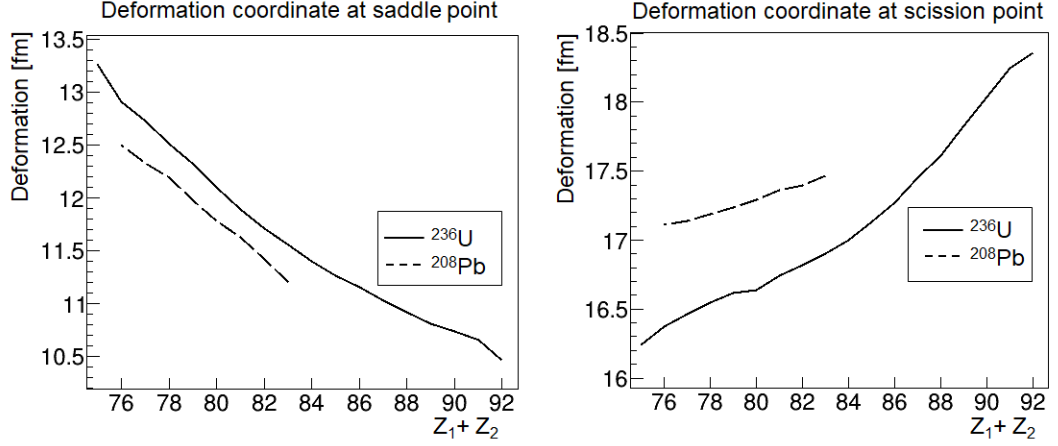 Deformation coordinate at saddle point
Deformation [fm]
13.5
13
12.5
12
11.5
11
10.5
76 78 80 82 84 86 88 90 92
Z₁+ Z₂
²³⁶U
²⁰⁸Pb
Deformation coordinate at scission point
Deformation [fm]
18.5
18
17.5
17
16.5
16
76 78 80 82 84 86 88 90 92
Z₁+ Z₂
²³⁶U
²⁰⁸Pb